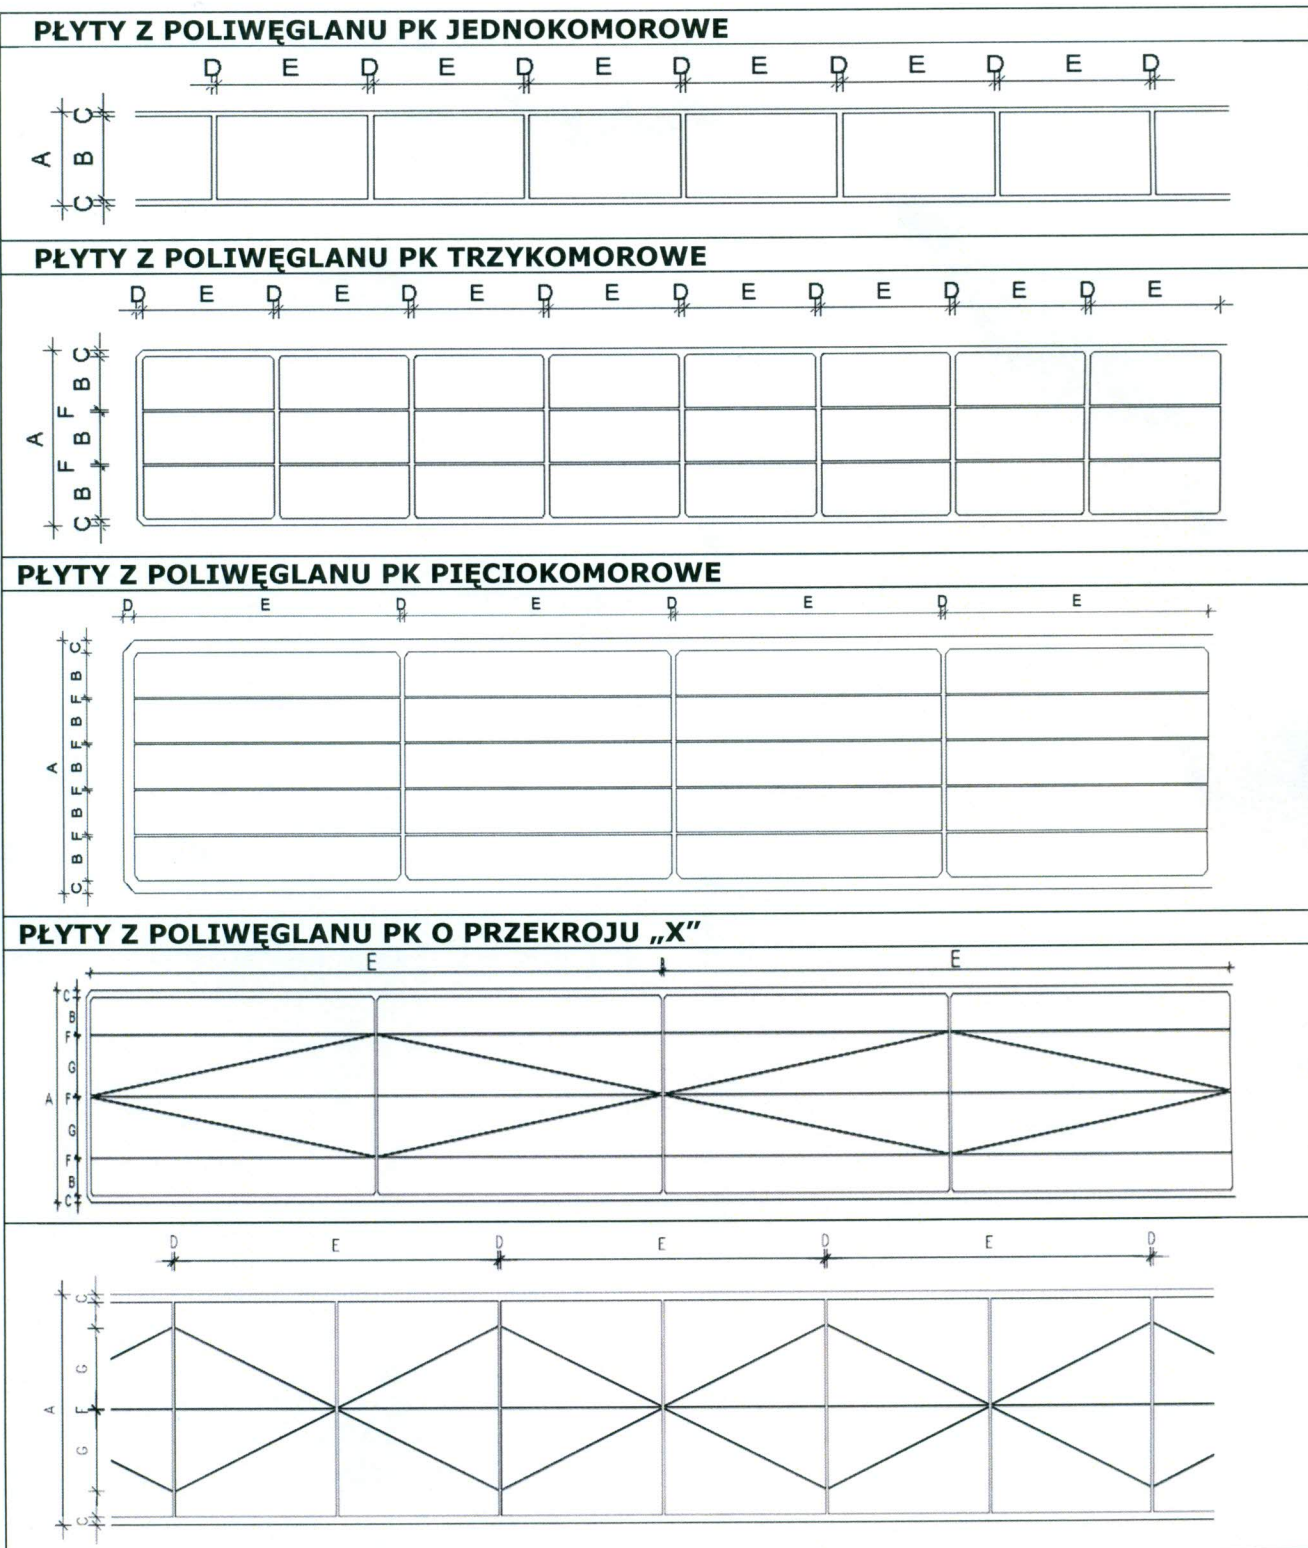 PŁYTY Z POLIWĘGLANU PK JEDNOKOMOROWE
D E D E D E D E D E D E D
A
C B C
PŁYTY Z POLIWĘGLANU PK TRZYKOMOROWE
D E D E D E D E D E D E D E D E
A
C B F B F B C
PŁYTY Z POLIWĘGLANU PK PIĘCIOKOMOROWE
D E D E D E D E
A
C B F B F B F B F B C
PŁYTY Z POLIWĘGLANU PK O PRZEKROJU „X”
E E
A
C B F G F G F B C
D E D E D E D
A
C G F G C